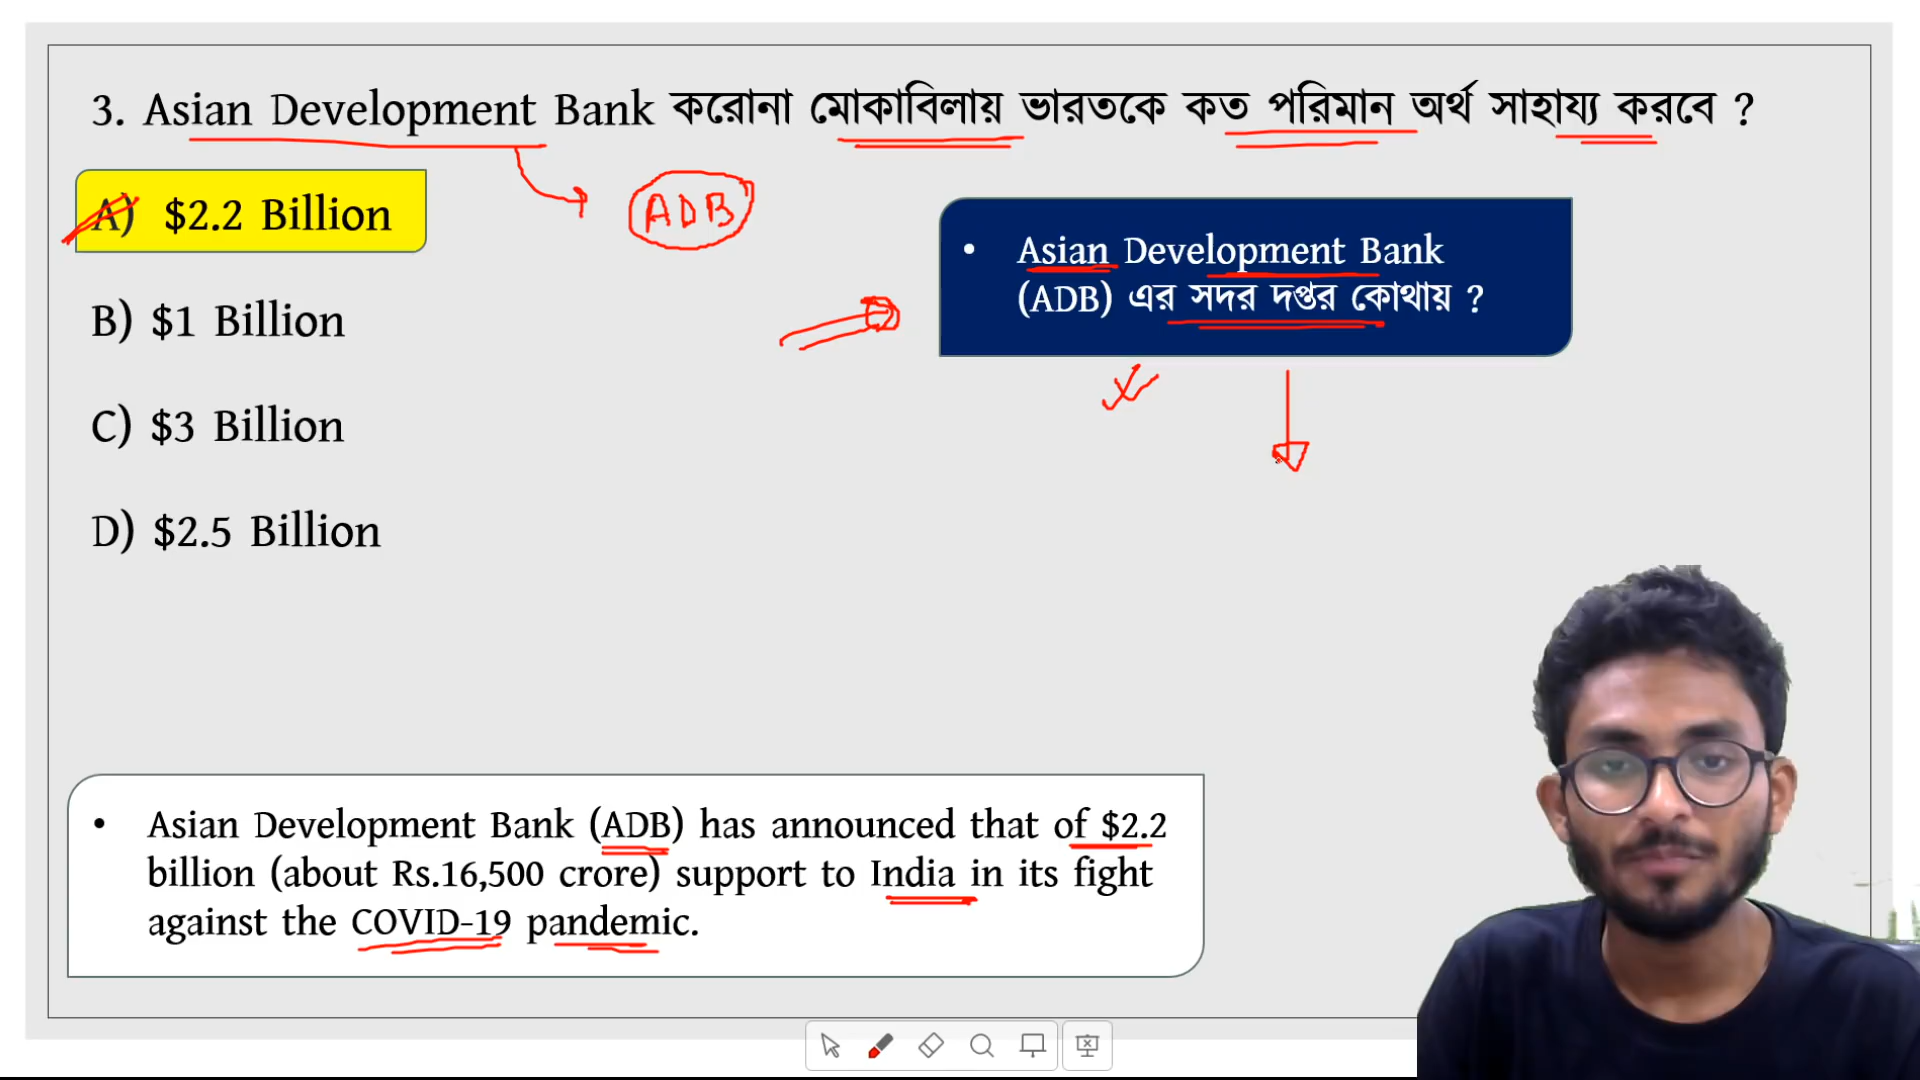 3. Asian Development Bank করোনা মোকাবিলায় ভারতকে কত পরিমান অর্থ সাহায্য করবে ?
A) $2.2 Billion
ADB
B) $1 Billion
C) $3 Billion
D) $2.5 Billion
• Asian Development Bank
(ADB) এর সদর দপ্তর কোথায় ?
• Asian Development Bank (ADB) has announced that of $2.2
billion (about Rs.16,500 crore) support to India in its fight
against the COVID-19 pandemic.